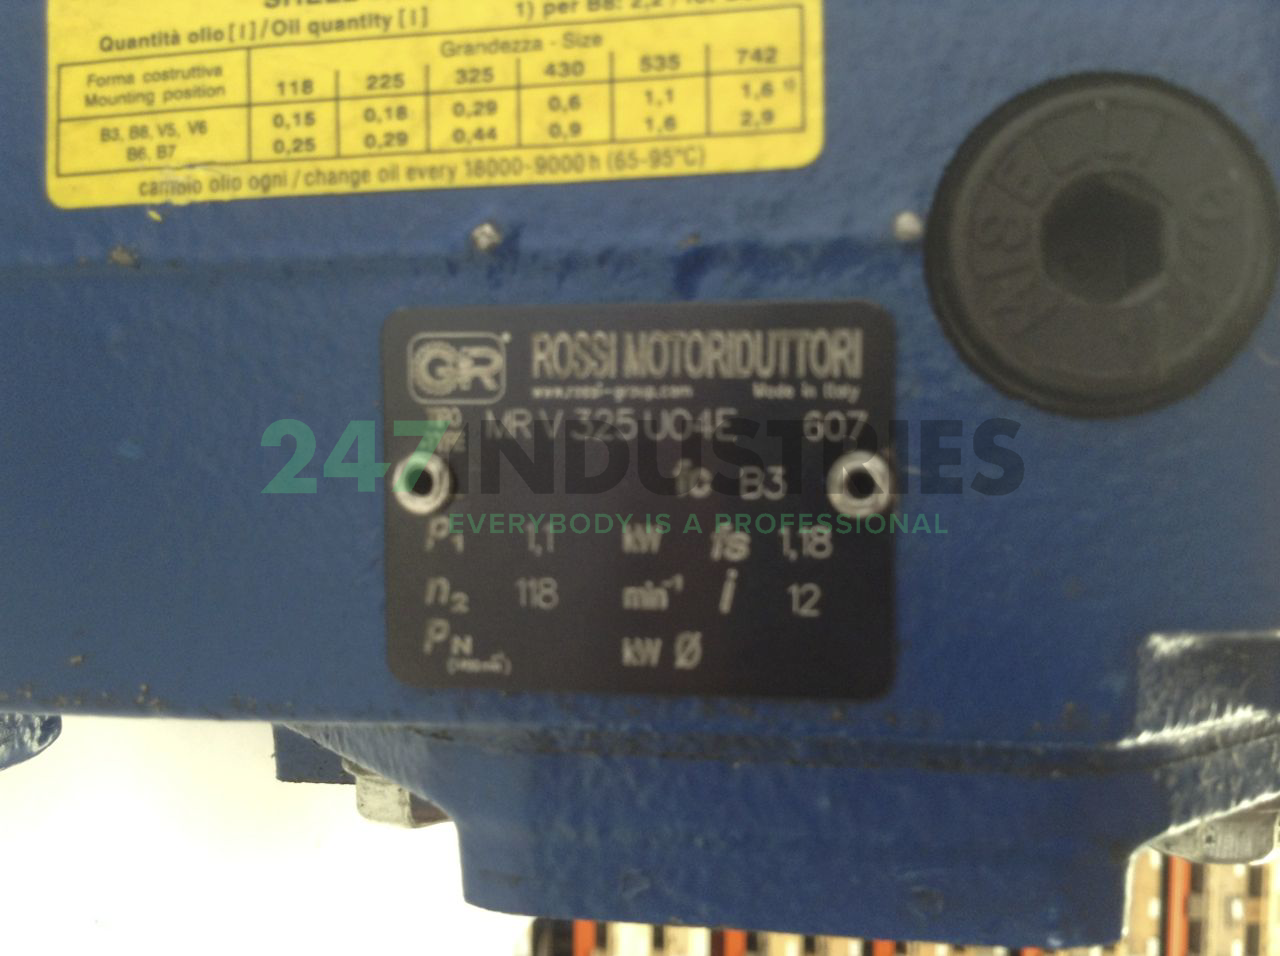 Quantità olio [l] / Oil quantity [l] 1) per B8: 2,2 /
Grandezza - Size
Forma costruttiva
Mounting position
118 225 325 430 535 742
B3, B8, V5, V6 0,15 0,18 0,29 0,6 1,1 1,6 1)
B6, B7 0,25 0,29 0,44 0,9 1,6 2,9
cambio olio ogni / change oil every 18000-9000 h (65-95°C)
GR ROSSI MOTORIDUTTORI
www.rossi-group.com Made in Italy
TIPO
TYPE
MR V 325 UO4E 607
247INDUSTRIES
fc B3
EVERYBODY IS A PROFESSIONAL
P1 1,1 kW fs 1,18
n2 118 min-1 i 12
PN kW Ø